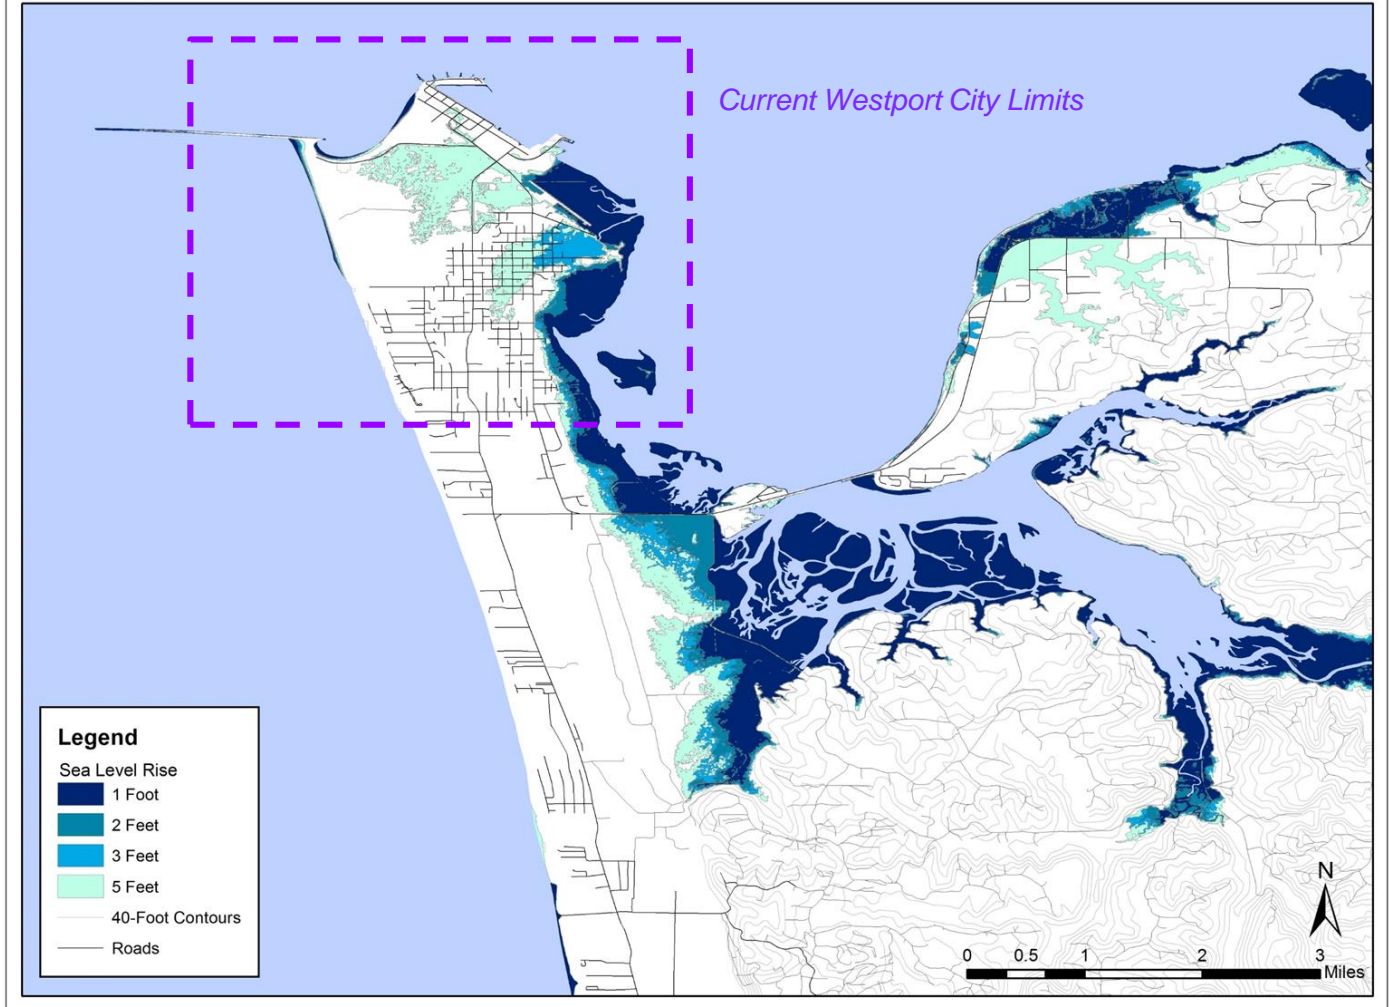 Current Westport City Limits
Legend
Sea Level Rise
1 Foot
2 Feet
3 Feet
5 Feet
40-Foot Contours
Roads
N
0 0.5 1 2 3
Miles